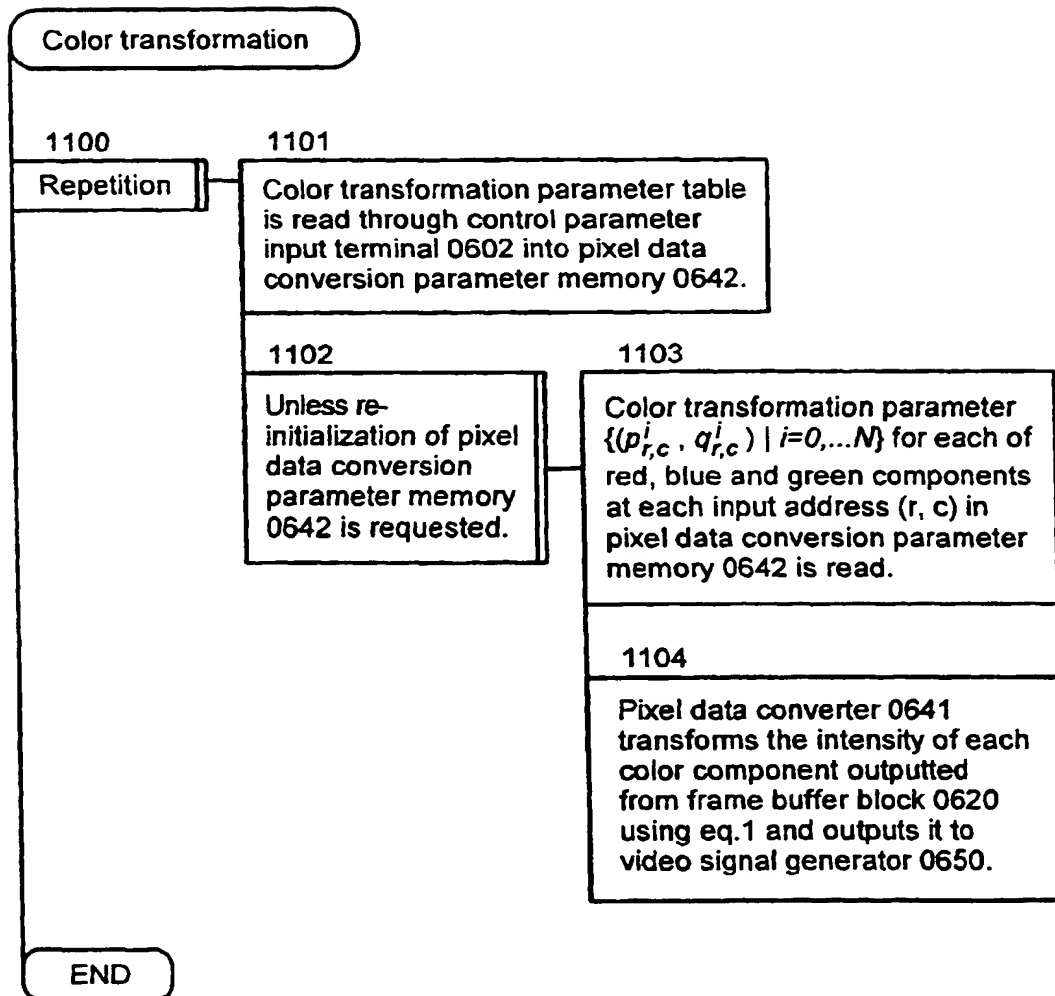 Color transformation
1100
Repetition
1101
Color transformation parameter table
is read through control parameter
input terminal 0602 into pixel data
conversion parameter memory 0642.
1102
Unless re-
initialization of pixel
data conversion
parameter memory
0642 is requested.
1103
Color transformation parameter
{(p^i_{r,c} , q^i_{r,c} ) | i=0,...N} for each of
red, blue and green components
at each input address (r, c) in
pixel data conversion parameter
memory 0642 is read.
1104
Pixel data converter 0641
transforms the intensity of each
color component outputted
from frame buffer block 0620
using eq.1 and outputs it to
video signal generator 0650.
END